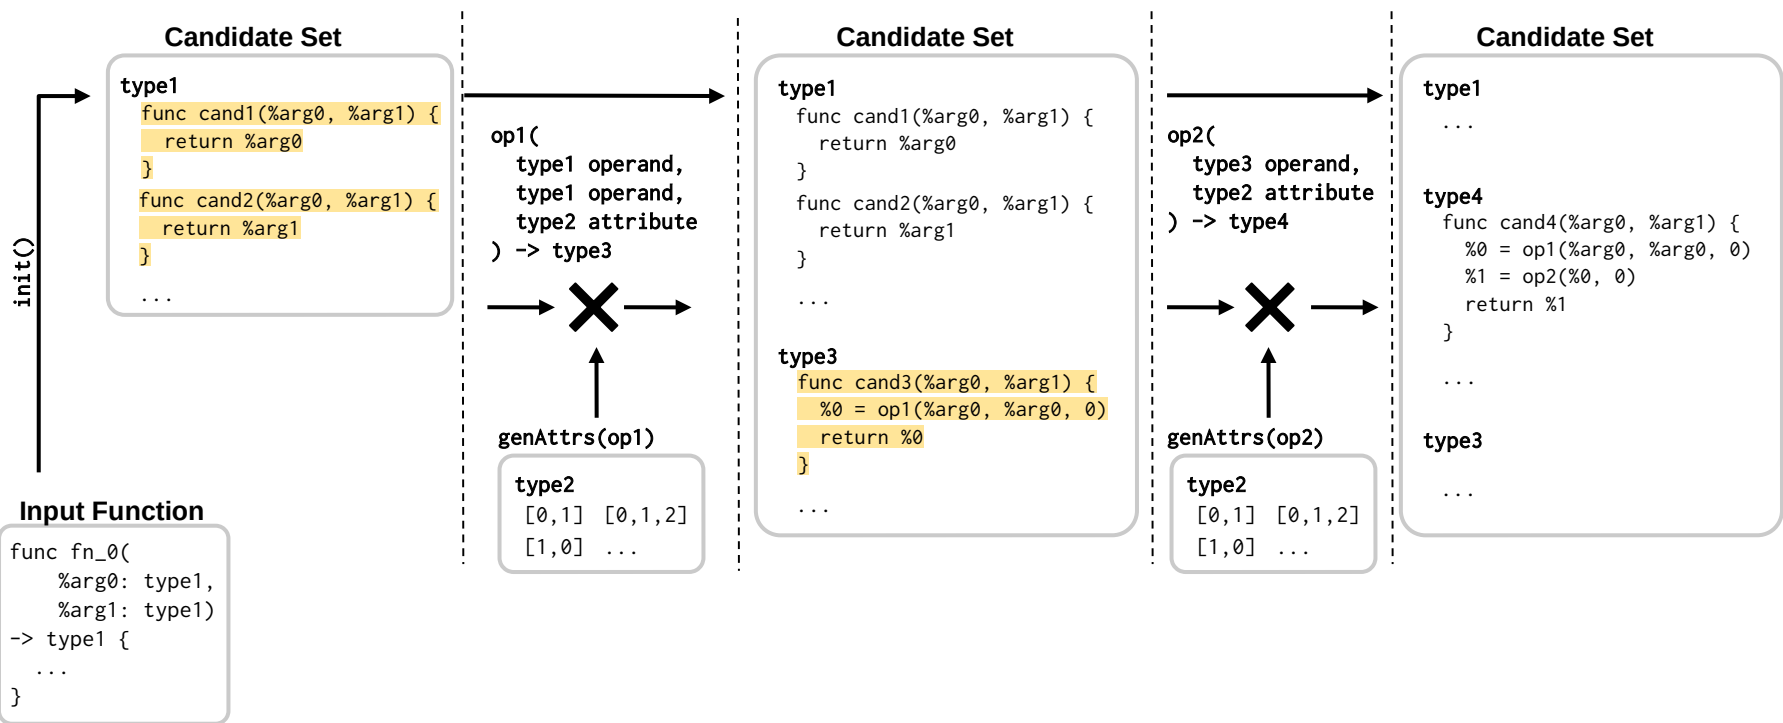 Candidate Set
type1
func cand1(%arg0, %arg1) {
return %arg0
}
func cand2(%arg0, %arg1) {
return %arg1
}
...
init()
Input Function
func fn_0(
%arg0: type1,
%arg1: type1)
-> type1 {
...
}
op1(
type1 operand,
type1 operand,
type2 attribute
) -> type3
genAttrs(op1)
type2
[0,1] [0,1,2]
[1,0] ...
Candidate Set
type1
func cand1(%arg0, %arg1) {
return %arg0
}
func cand2(%arg0, %arg1) {
return %arg1
}
...
type3
func cand3(%arg0, %arg1) {
%0 = op1(%arg0, %arg0, 0)
return %0
}
...
op2(
type3 operand,
type2 attribute
) -> type4
genAttrs(op2)
type2
[0,1] [0,1,2]
[1,0] ...
Candidate Set
type1
...
type4
func cand4(%arg0, %arg1) {
%0 = op1(%arg0, %arg0, 0)
%1 = op2(%0, 0)
return %1
}
...
type3
...